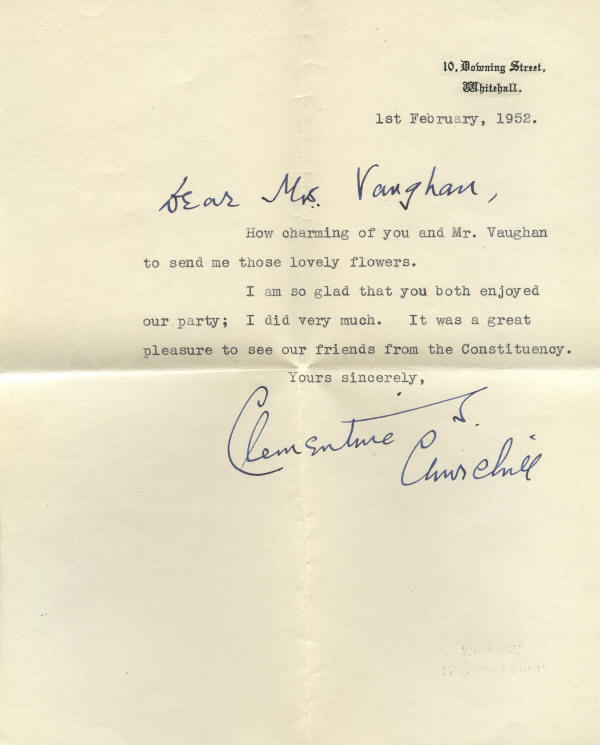 10, Downing Street,
Whitehall.
1st February, 1952.
Dear Mrs. Vaughan,
How charming of you and Mr. Vaughan
to send me those lovely flowers.
I am so glad that you both enjoyed
our party; I did very much. It was a great
pleasure to see our friends from the Constituency.
Yours sincerely,
Clementine S.
Churchill